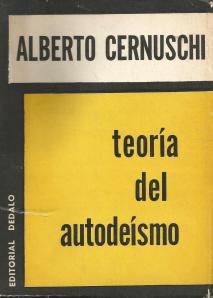 ALBERTO CERNUSCHI
teoría
del
autodeísmo
EDITORIAL DEDALO